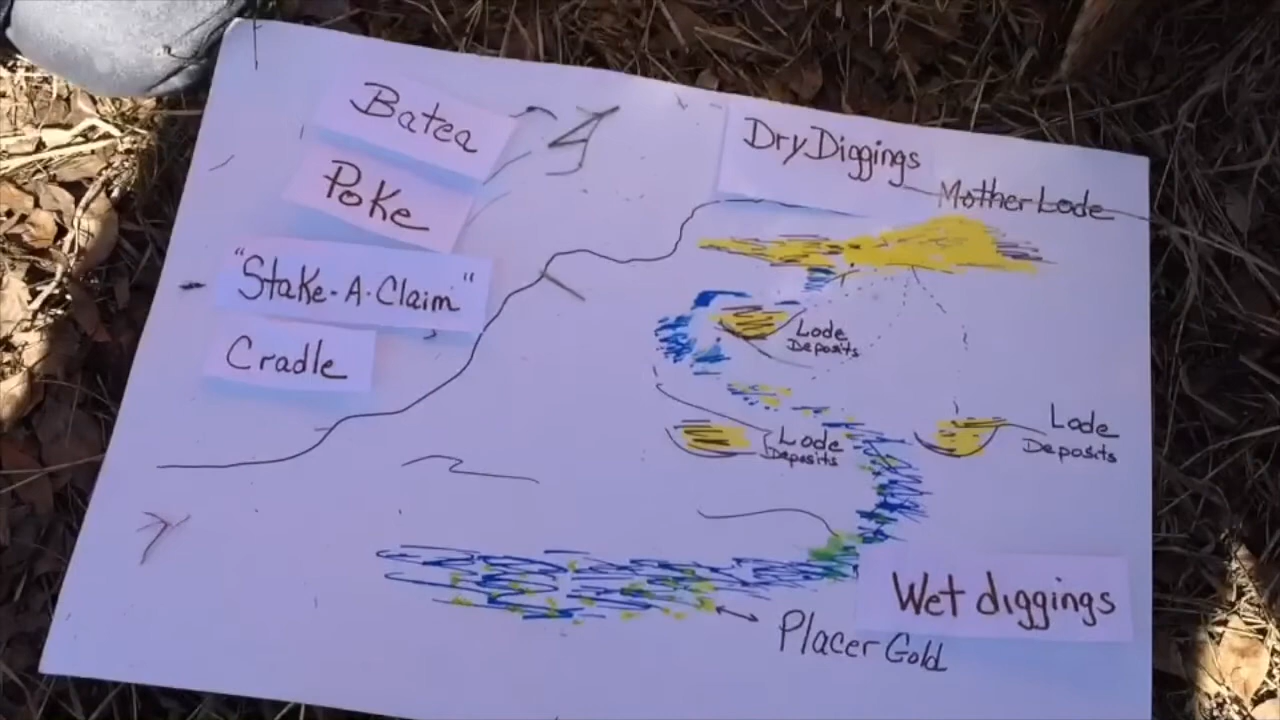 Batea
Poke
"Stake-A-Claim"
Cradle
Dry Diggings
Mother Lode
Lode
Deposits
Lode
Deposits
Lode
Deposits
Wet diggings
Placer Gold